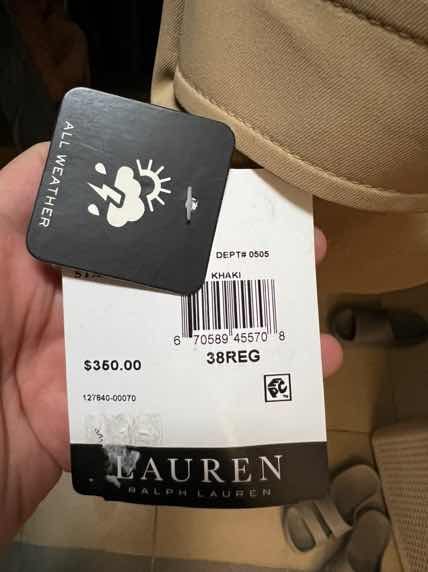 ALL WEATHER
DEPT# 0505
KHAKI
6 70589 45570 8
$350.00
38REG
127840-00070
LAUREN
RALPH LAUREN